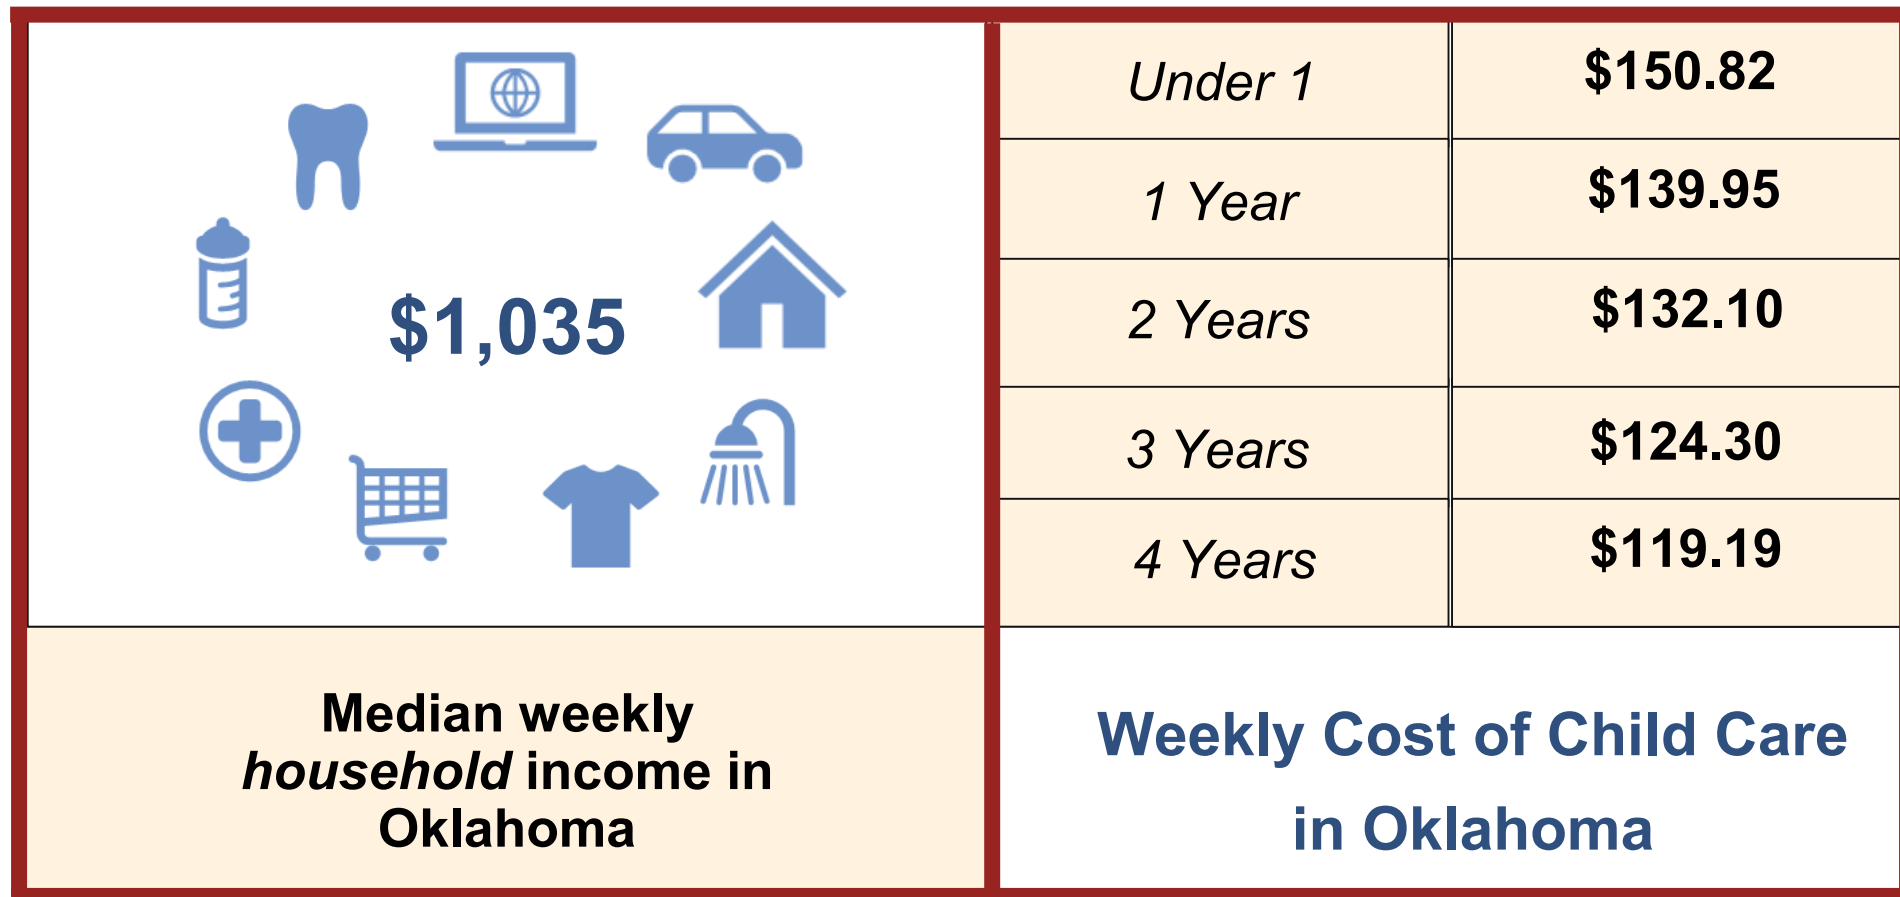 $1,035
Median weekly
household income in
Oklahoma
Under 1 $150.82
1 Year $139.95
2 Years $132.10
3 Years $124.30
4 Years $119.19
Weekly Cost of Child Care
in Oklahoma